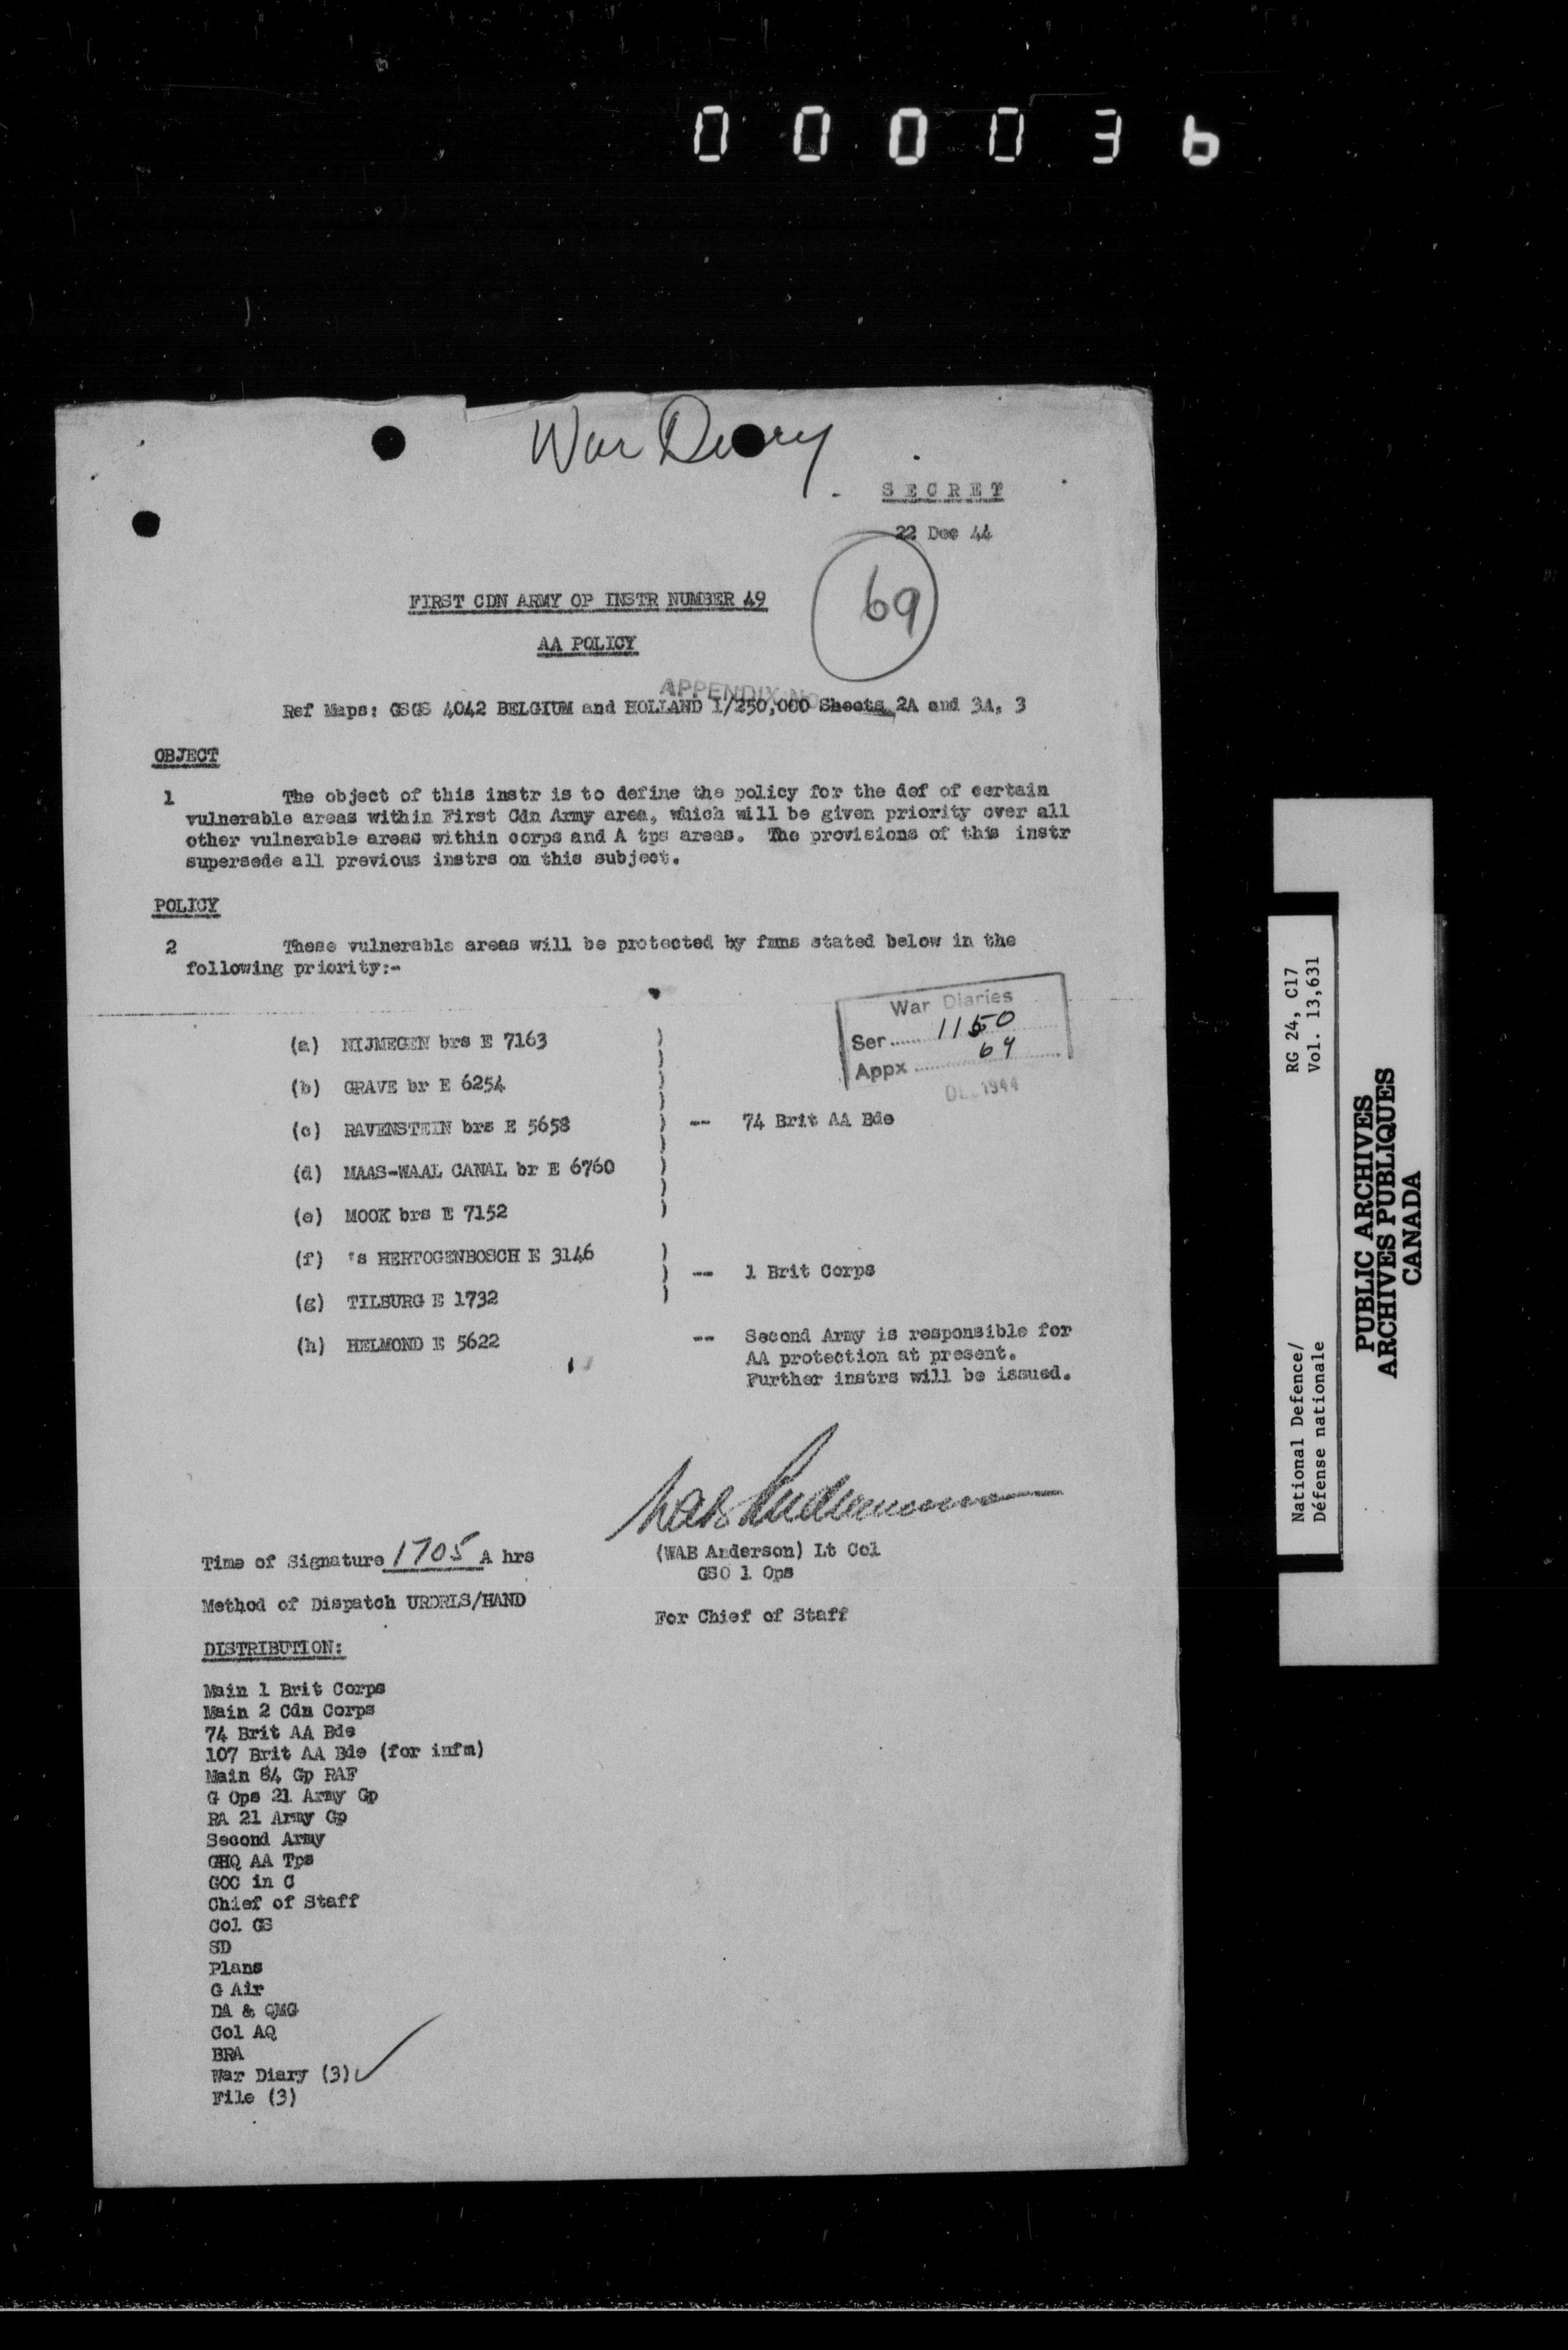 000036
War Diary
SECRET
22 Dec 44
69
FIRST CDN ARMY OP INSTR NUMBER 49
AA POLICY
APPENDIX No
Ref Maps: GSGS 4042 BELGIUM and HOLLAND 1/250,000 Sheets 2A and 3A, 3
OBJECT
1 The object of this instr is to define the policy for the def of certain
vulnerable areas within First Cdn Army area, which will be given priority over all
other vulnerable areas within corps and A tps areas. The provisions of this instr
supersede all previous instrs on this subject.
POLICY
2 These vulnerable areas will be protected by fmns stated below in the
following priority:-
War Diaries
Ser...... 1150
Appx ...... 69
DEC 1944
(a) NIJMEGEN brs E 7163 )
(b) GRAVE br E 6254 )
(c) RAVENSTEIN brs E 5658 ) -- 74 Brit AA Bde
(d) MAAS-WAAL CANAL br E 6760 )
(e) MOOK brs E 7152 )
(f) 's HERTOGENBOSCH E 3146 )
) -- 1 Brit Corps
(g) TILBURG E 1732 )
(h) HELMOND E 5622 -- Second Army is responsible for
AA protection at present.
Further instrs will be issued.
WAB Anderson
Time of Signature 1705 A hrs
(WAB Anderson) Lt Col
GSO 1 Ops
Method of Dispatch URDRLS/HAND
For Chief of Staff
DISTRIBUTION:
Main 1 Brit Corps
Main 2 Cdn Corps
74 Brit AA Bde
107 Brit AA Bde (for infm)
Main 84 Gp RAF
G Ops 21 Army Gp
RA 21 Army Gp
Second Army
GHQ AA Tps
GOC in C
Chief of Staff
Col GS
SD
Plans
G Air
DA & QMG
Col AQ
BRA
War Diary (3)
File (3)
National Defence/
Défense nationale
RG 24, C17
Vol. 13,631
PUBLIC ARCHIVES
ARCHIVES PUBLIQUES
CANADA